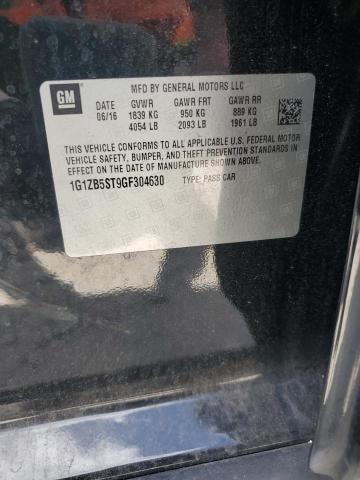 GM
MFD BY GENERAL MOTORS LLC
DATE GVWR GAWR FRT GAWR RR
06/16 1839 KG 950 KG 889 KG
4054 LB 2093 LB 1961 LB
THIS VEHICLE CONFORMS TO ALL APPLICABLE U.S. FEDERAL MOTOR
VEHICLE SAFETY, BUMPER, AND THEFT PREVENTION STANDARDS IN
EFFECT ON THE DATE OF MANUFACTURE SHOWN ABOVE.
1G1ZB5ST9GF304630 TYPE: PASS CAR